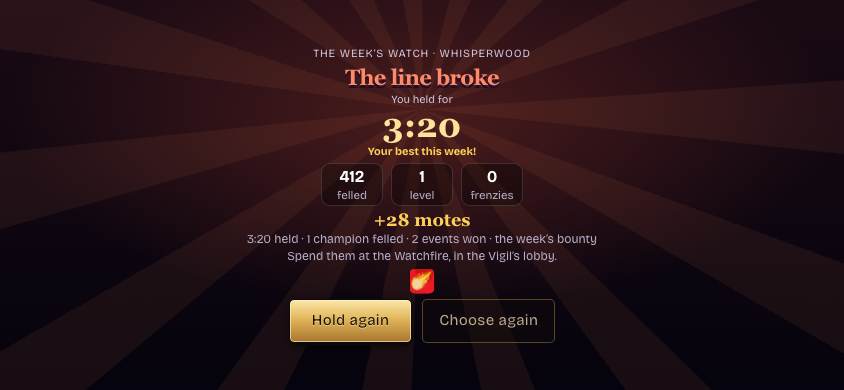 THE WEEK'S WATCH · WHISPERWOOD
The line broke
You held for
3:20
Your best this week!
412 1 0
felled level frenzies
+28 motes
3:20 held · 1 champion felled · 2 events won · the week's bounty
Spend them at the Watchfire, in the Vigil's lobby.
Hold again Choose again